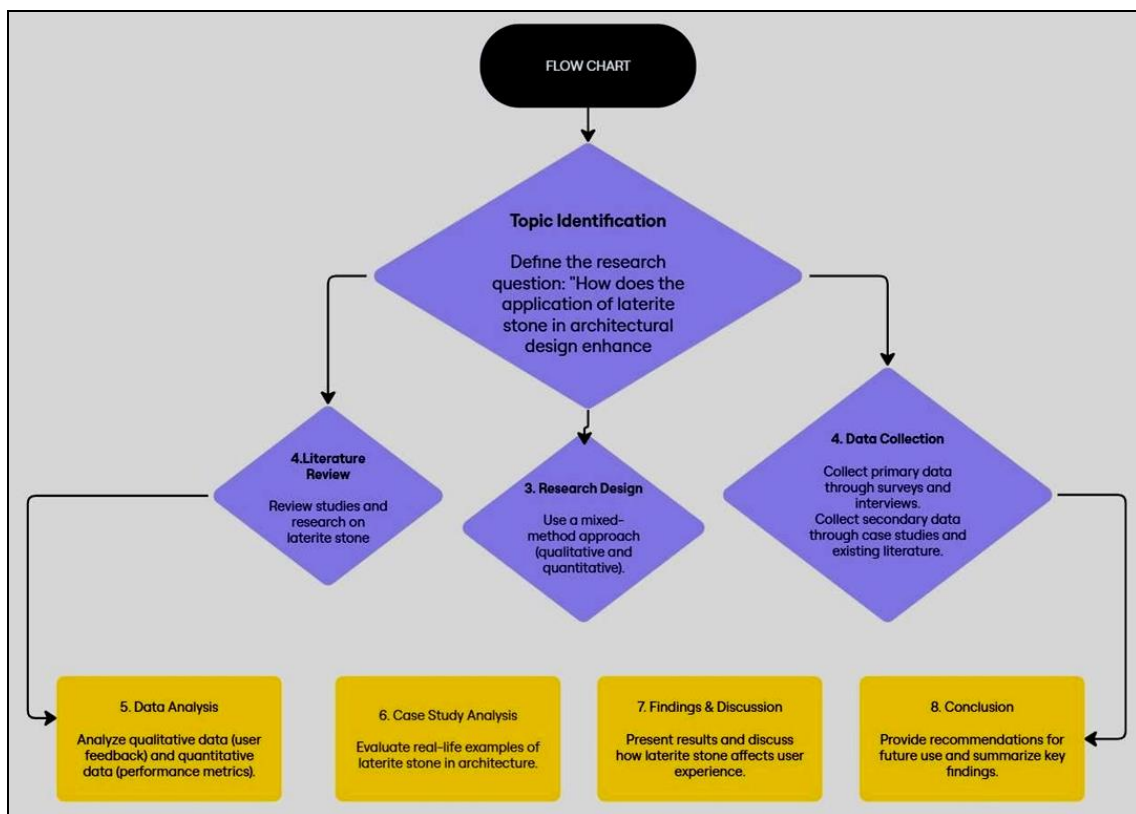 FLOW CHART
Topic Identification
Define the research
question: "How does the
application of laterite
stone in architectural
design enhance
4.Literature
Review
Review studies and
research on
laterite stone
3. Research Design
Use a mixed-
method approach
(qualitative and
quantitative).
4. Data Collection
Collect primary data
through surveys and
interviews.
Collect secondary data
through case studies and
existing literature.
5. Data Analysis
Analyze qualitative data (user
feedback) and quantitative
data (performance metrics).
6. Case Study Analysis
Evaluate real-life examples of
laterite stone in architecture.
7. Findings & Discussion
Present results and discuss
how laterite stone affects user
experience.
8. Conclusion
Provide recommendations for
future use and summarize key
findings.